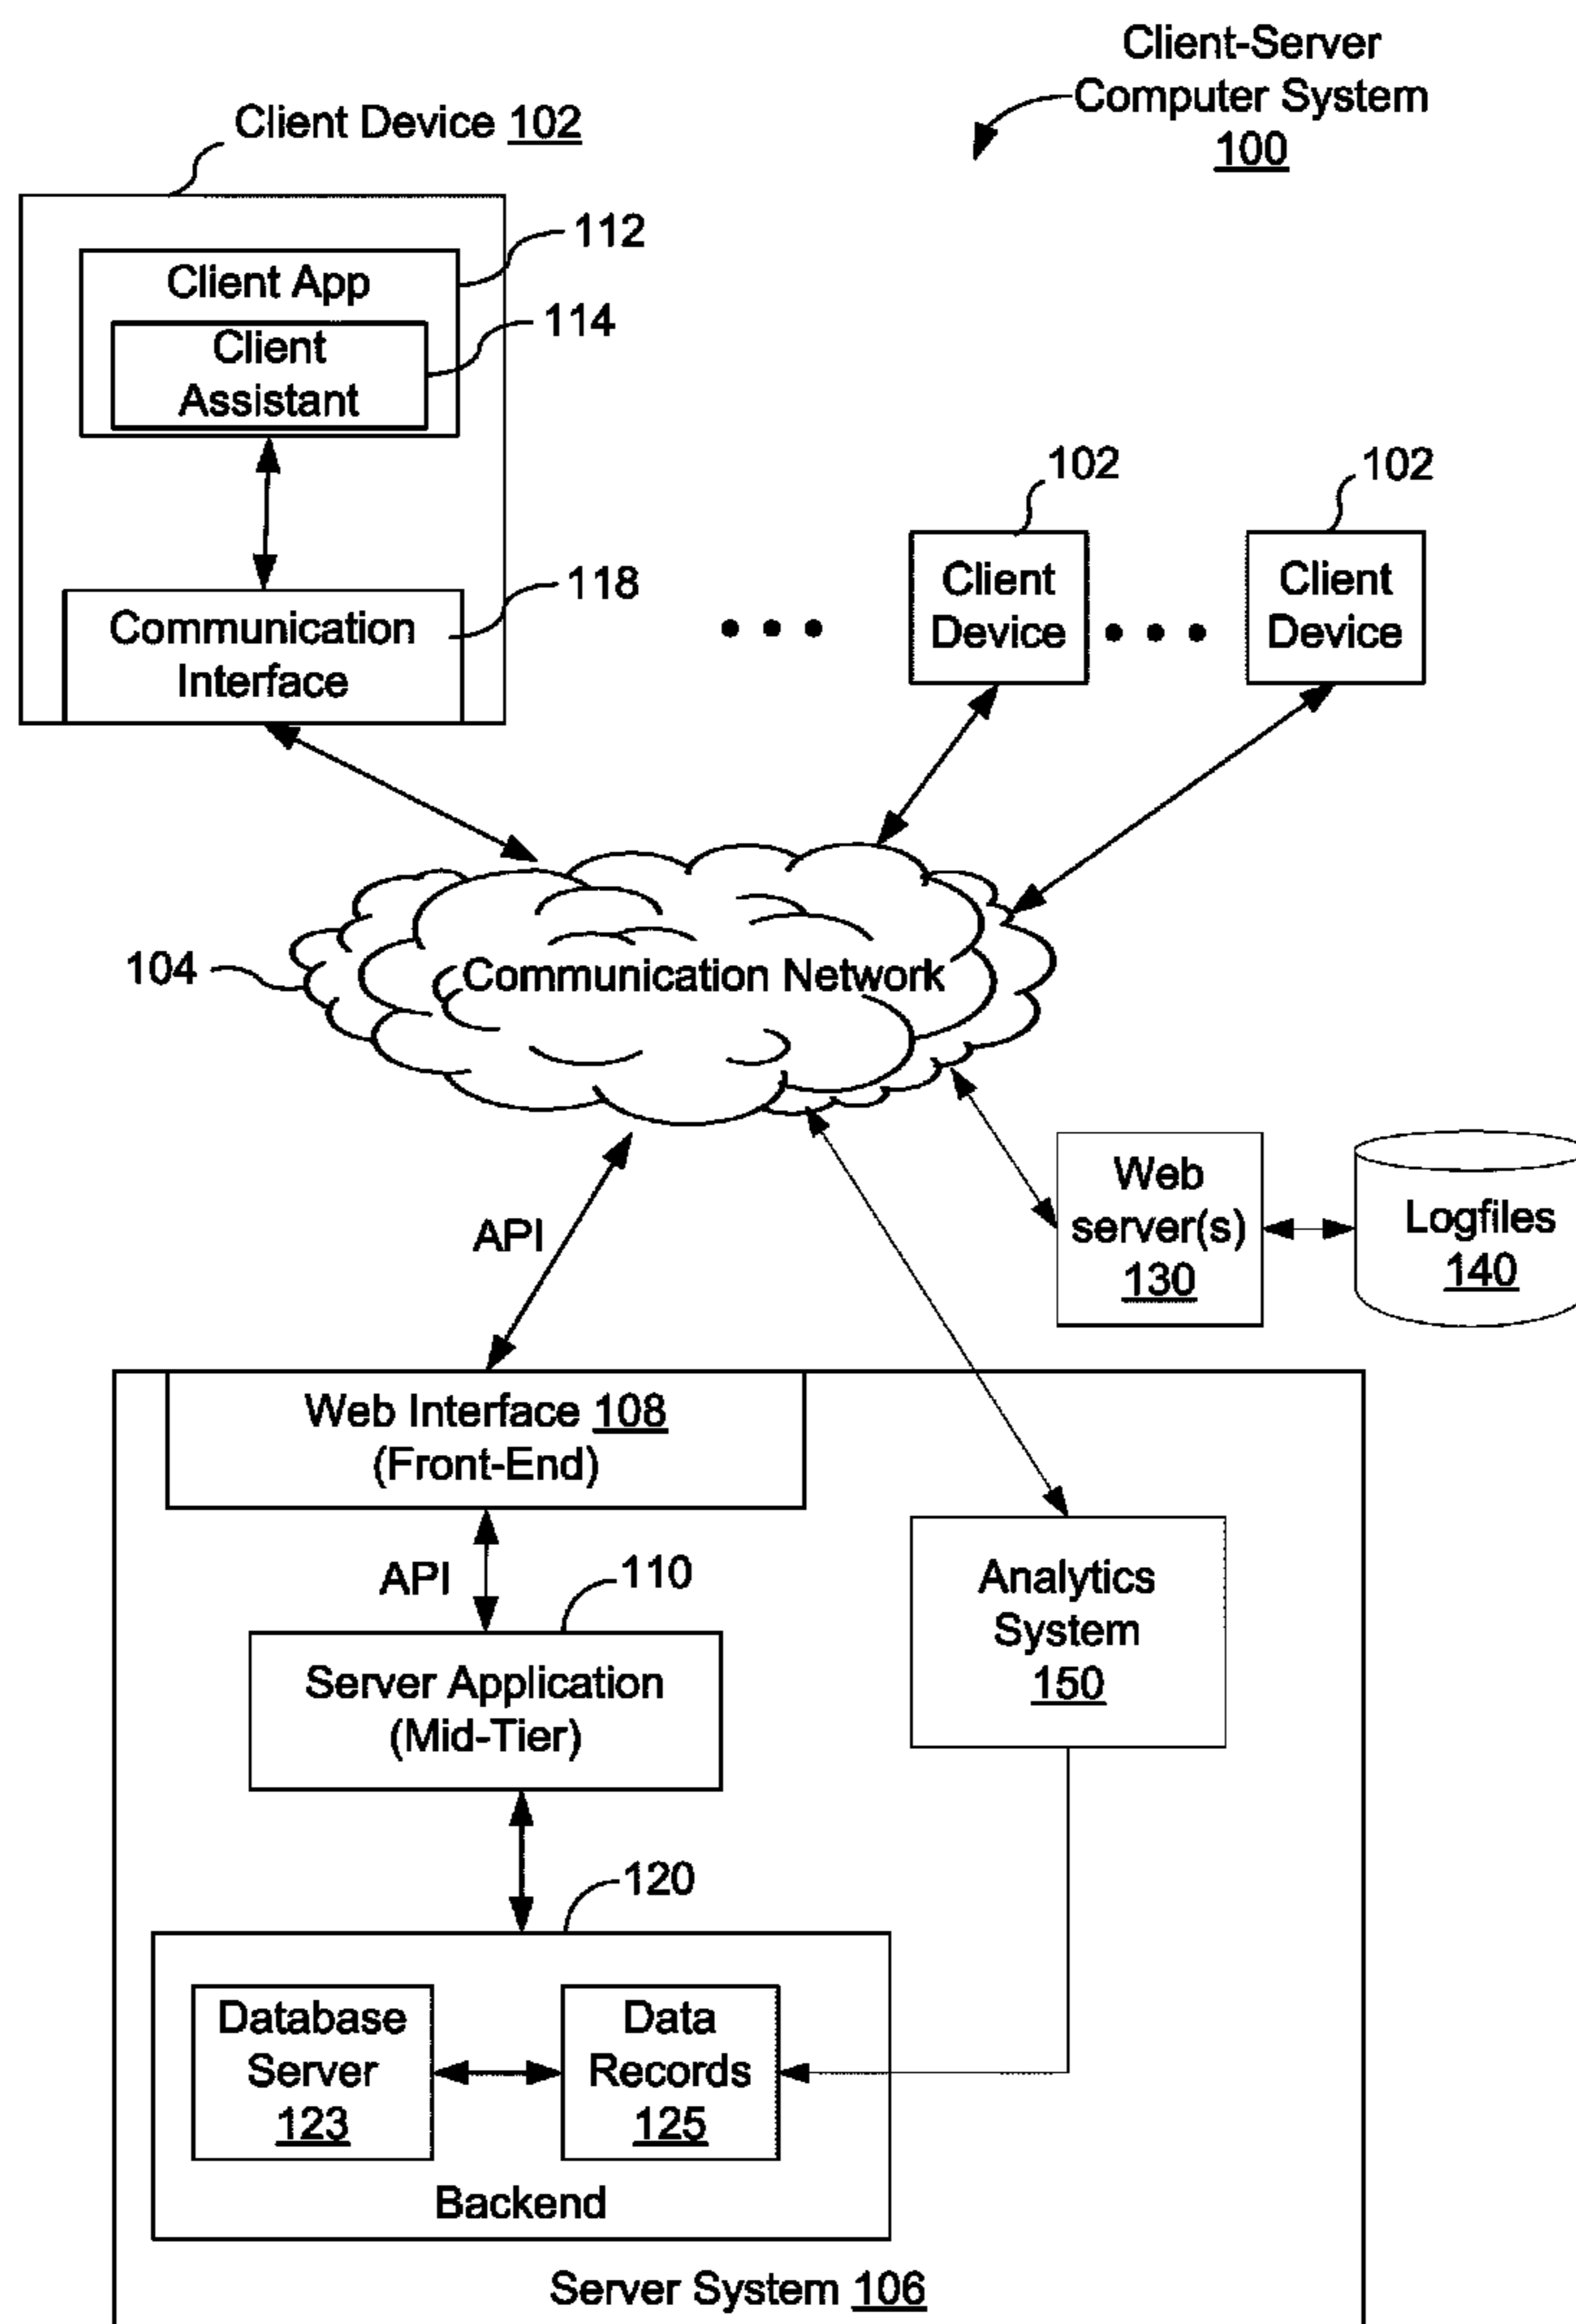 Client-Server
Computer System
100
Client Device 102
112
Client App
114
Client
Assistant
102
102
118
Client
Device
Client
Device
Communication
Interface
104
Communication Network
Web
server(s)
130
Logfiles
140
API
Web Interface 108
(Front-End)
API
110
Analytics
System
150
Server Application
(Mid-Tier)
120
Database
Server
123
Data
Records
125
Backend
Server System 106